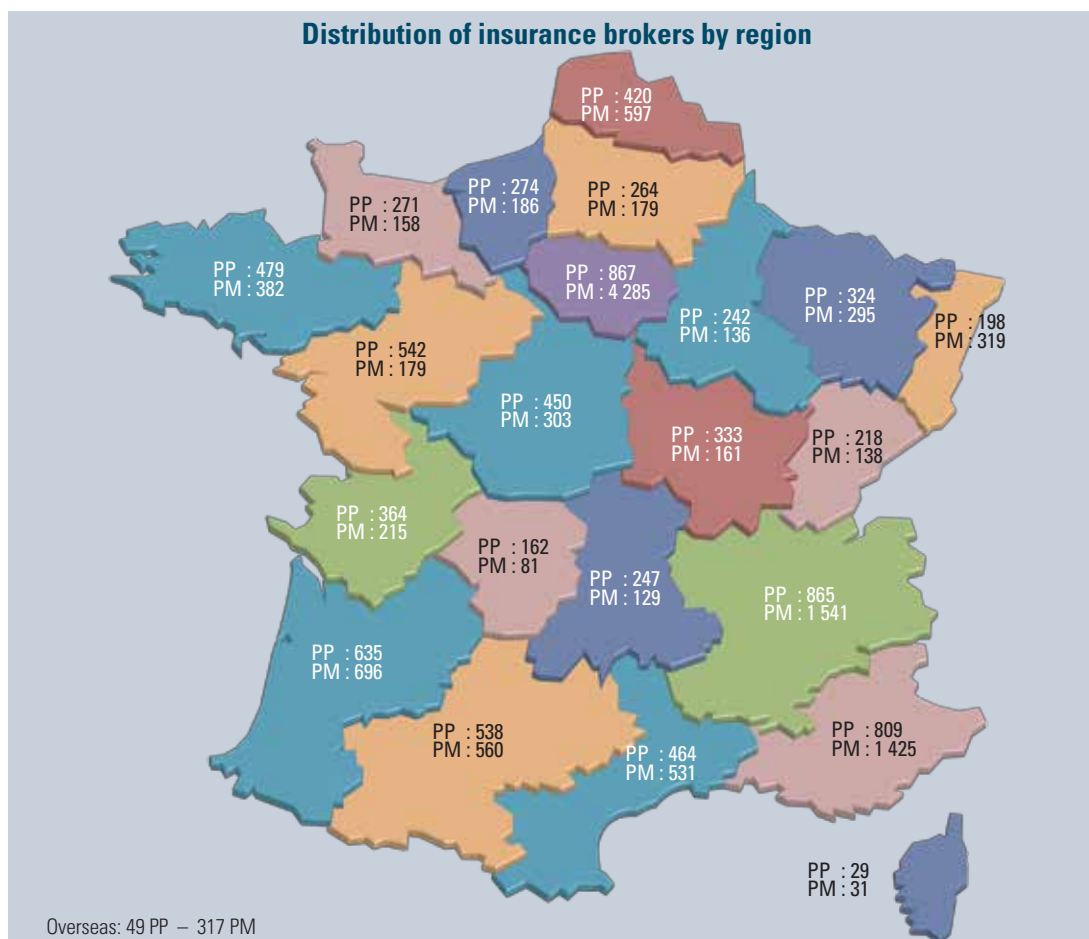 Distribution of insurance brokers by region
PP : 420
PM : 597
PP : 274
PM : 186
PP : 264
PM : 179
PP : 271
PM : 158
PP : 479
PM : 382
PP : 867
PM : 4 285
PP : 324
PM : 295
PP : 242
PM : 136
PP : 198
PM : 319
PP : 542
PM : 179
PP : 450
PM : 303
PP : 333
PM : 161
PP : 218
PM : 138
PP : 364
PM : 215
PP : 162
PM : 81
PP : 247
PM : 129
PP : 865
PM : 1 541
PP : 635
PM : 696
PP : 538
PM : 560
PP : 464
PM : 531
PP : 809
PM : 1 425
PP : 29
PM : 31
Overseas: 49 PP – 317 PM